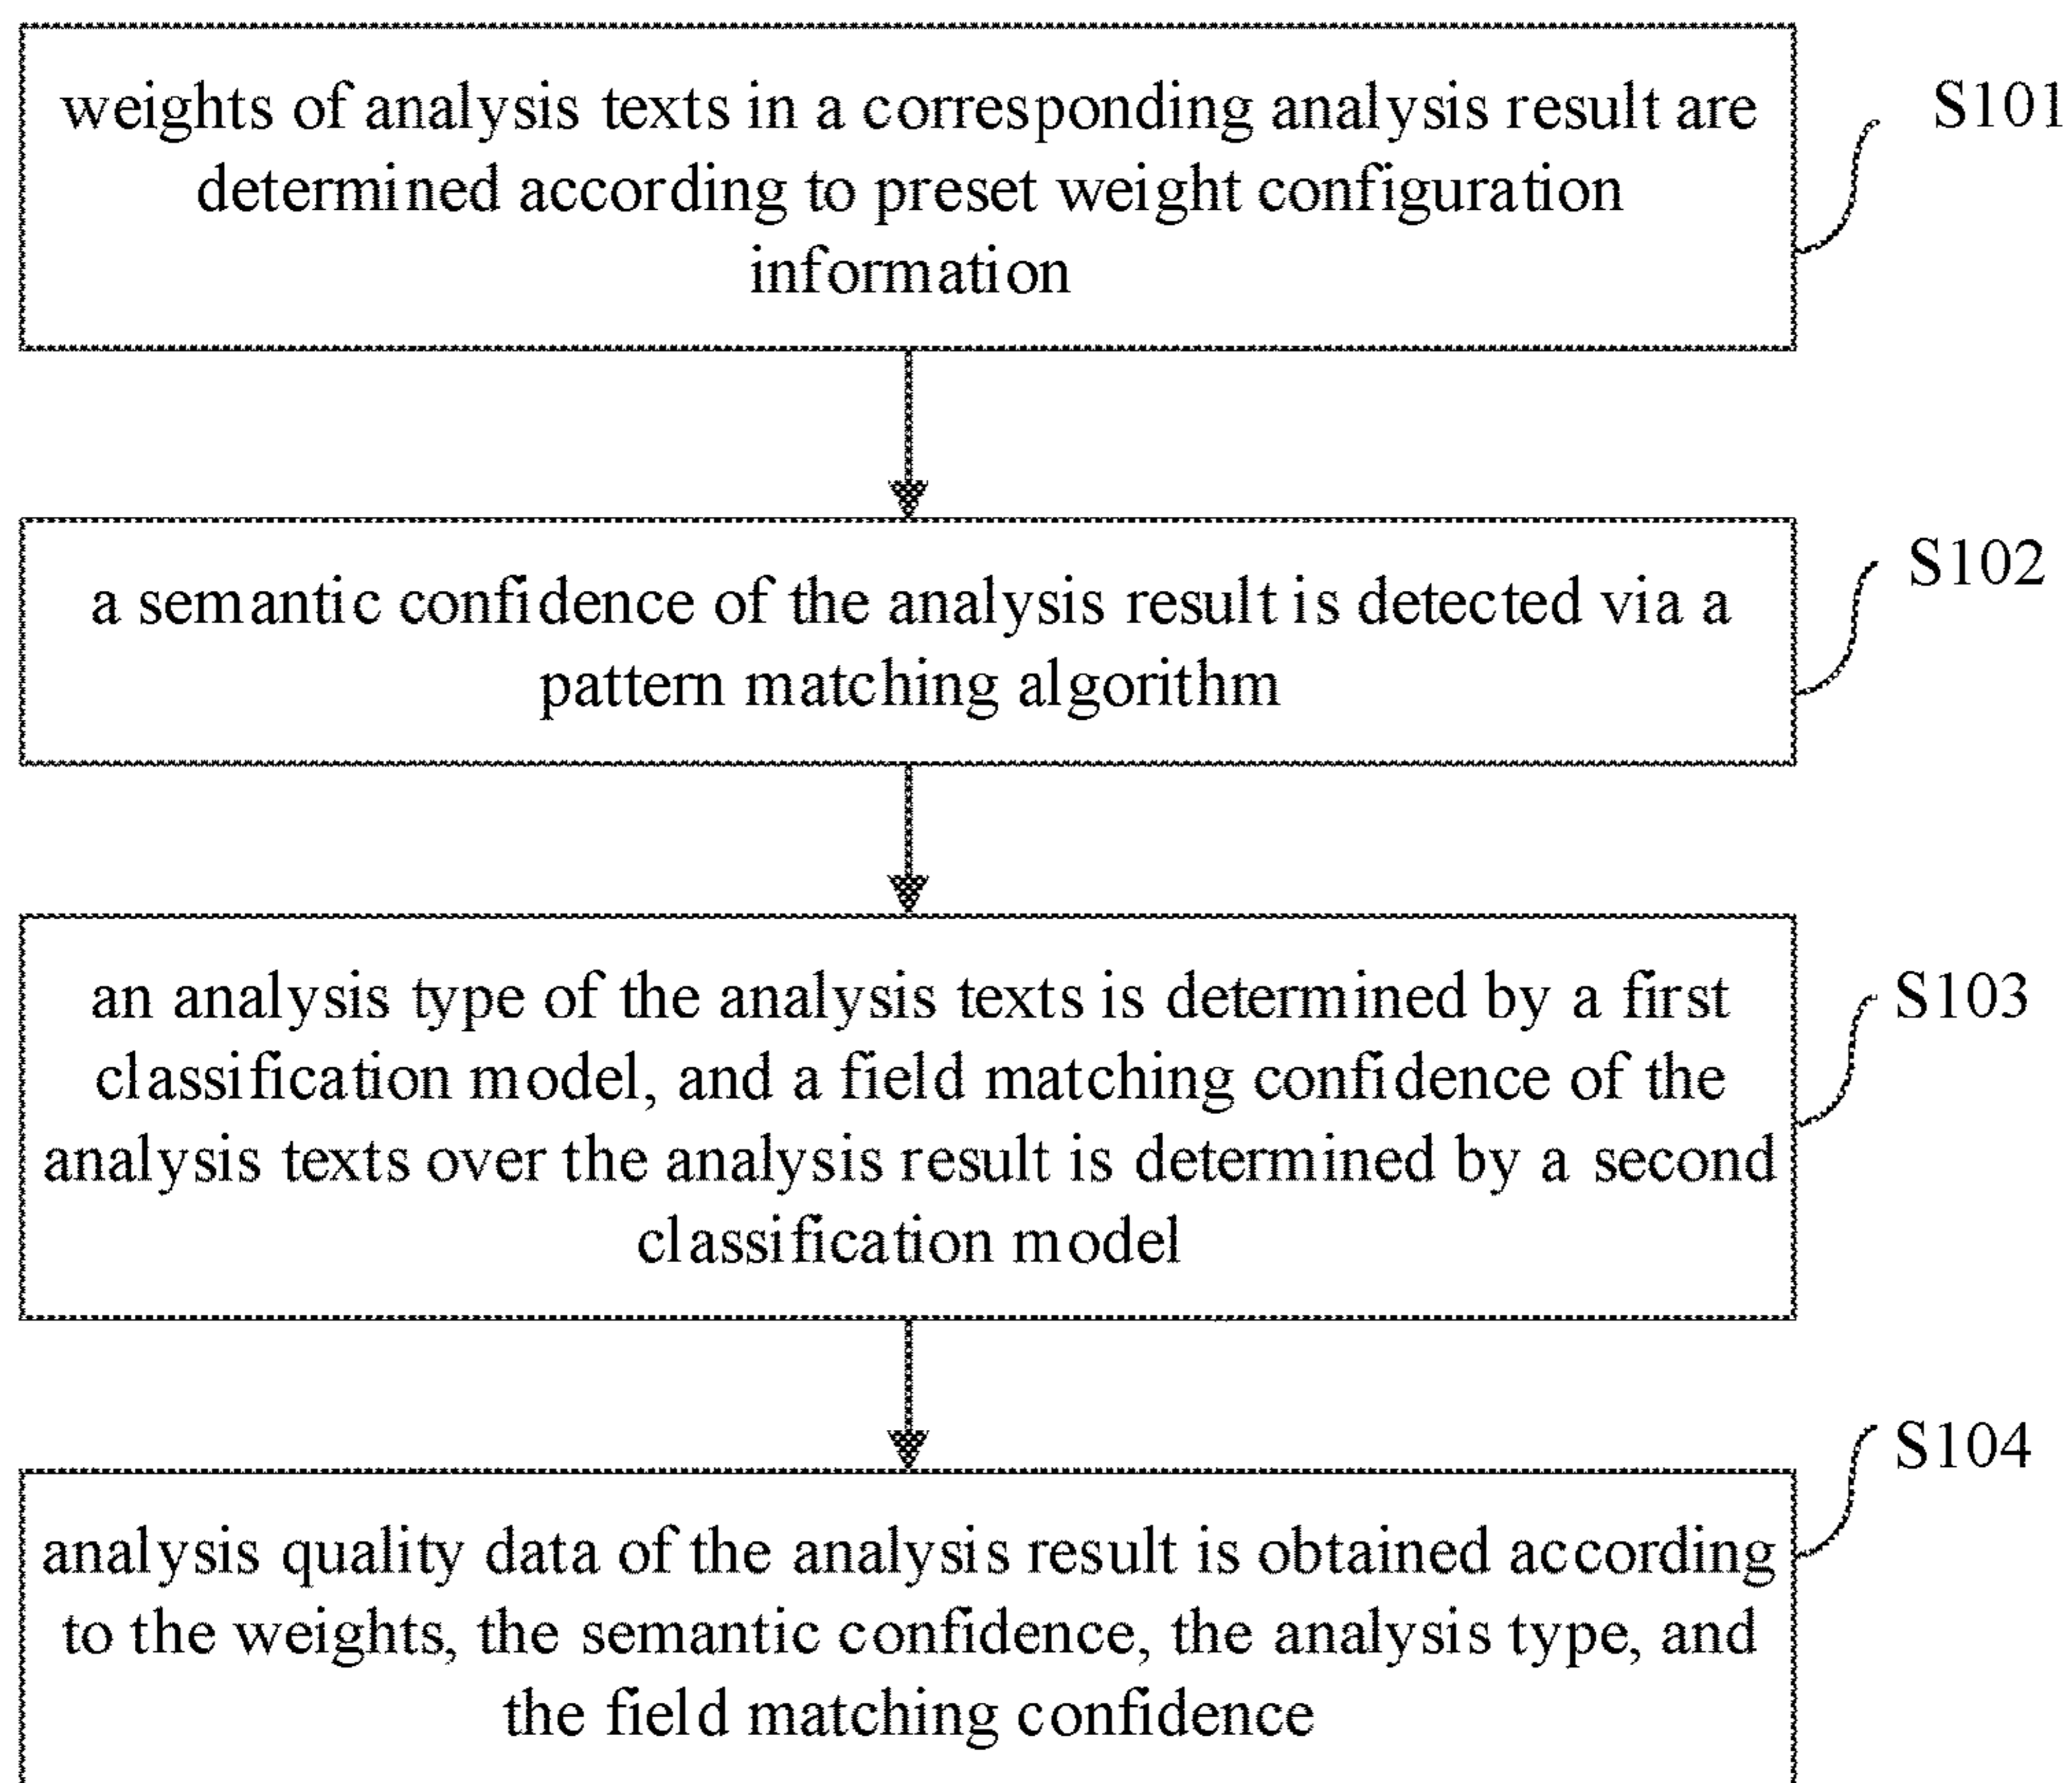 weights of analysis texts in a corresponding analysis result are
determined according to preset weight configuration
information
S101
a semantic confidence of the analysis result is detected via a
pattern matching algorithm
S102
an analysis type of the analysis texts is determined by a first
classification model, and a field matching confidence of the
analysis texts over the analysis result is determined by a second
classification model
S103
analysis quality data of the analysis result is obtained according
to the weights, the semantic confidence, the analysis type, and
the field matching confidence
S104